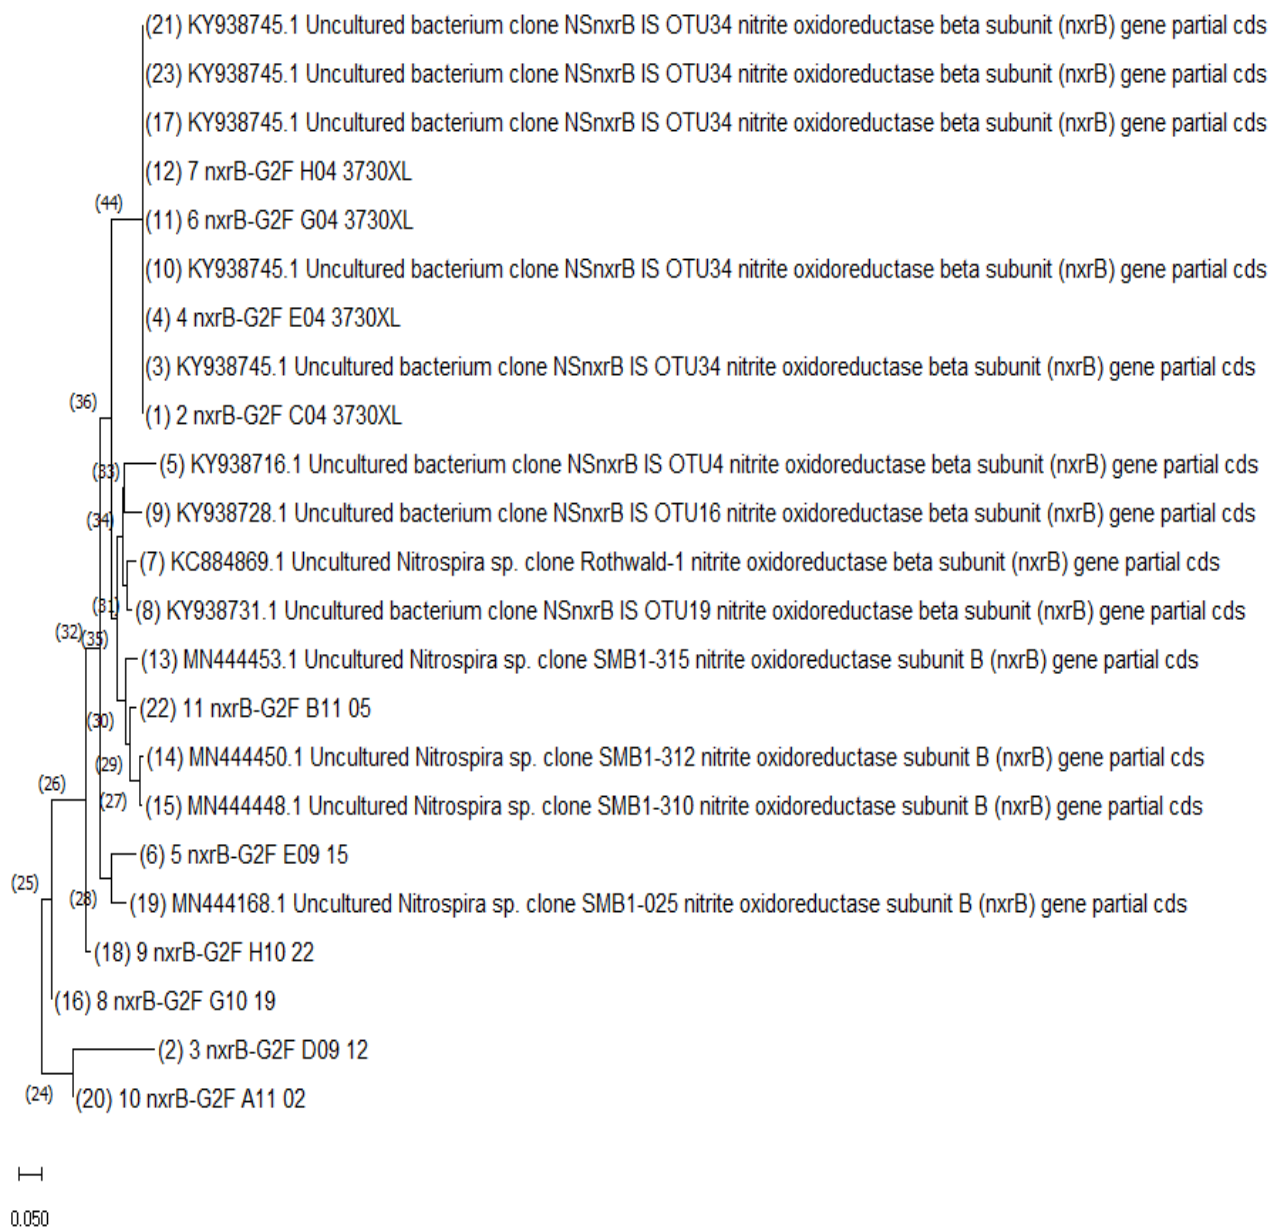 (21) KY938745.1 Uncultured bacterium clone NSnxrB IS OTU34 nitrite oxidoreductase beta subunit (nxrB) gene partial cds
(23) KY938745.1 Uncultured bacterium clone NSnxrB IS OTU34 nitrite oxidoreductase beta subunit (nxrB) gene partial cds
(17) KY938745.1 Uncultured bacterium clone NSnxrB IS OTU34 nitrite oxidoreductase beta subunit (nxrB) gene partial cds
(12) 7 nxrB-G2F H04 3730XL
(44)
(11) 6 nxrB-G2F G04 3730XL
(10) KY938745.1 Uncultured bacterium clone NSnxrB IS OTU34 nitrite oxidoreductase beta subunit (nxrB) gene partial cds
(4) 4 nxrB-G2F E04 3730XL
(3) KY938745.1 Uncultured bacterium clone NSnxrB IS OTU34 nitrite oxidoreductase beta subunit (nxrB) gene partial cds
(36)
(1) 2 nxrB-G2F C04 3730XL
(33)
(5) KY938716.1 Uncultured bacterium clone NSnxrB IS OTU4 nitrite oxidoreductase beta subunit (nxrB) gene partial cds
(34)
(9) KY938728.1 Uncultured bacterium clone NSnxrB IS OTU16 nitrite oxidoreductase beta subunit (nxrB) gene partial cds
(7) KC884869.1 Uncultured Nitrospira sp. clone Rothwald-1 nitrite oxidoreductase beta subunit (nxrB) gene partial cds
(31)
(8) KY938731.1 Uncultured bacterium clone NSnxrB IS OTU19 nitrite oxidoreductase beta subunit (nxrB) gene partial cds
(32)
(35)
(13) MN444453.1 Uncultured Nitrospira sp. clone SMB1-315 nitrite oxidoreductase subunit B (nxrB) gene partial cds
(22) 11 nxrB-G2F B11 05
(30)
(29)
(14) MN444450.1 Uncultured Nitrospira sp. clone SMB1-312 nitrite oxidoreductase subunit B (nxrB) gene partial cds
(26)
(27)
(15) MN444448.1 Uncultured Nitrospira sp. clone SMB1-310 nitrite oxidoreductase subunit B (nxrB) gene partial cds
(6) 5 nxrB-G2F E09 15
(25)
(28)
(19) MN444168.1 Uncultured Nitrospira sp. clone SMB1-025 nitrite oxidoreductase subunit B (nxrB) gene partial cds
(18) 9 nxrB-G2F H10 22
(16) 8 nxrB-G2F G10 19
(2) 3 nxrB-G2F D09 12
(24)
(20) 10 nxrB-G2F A11 02
0.050